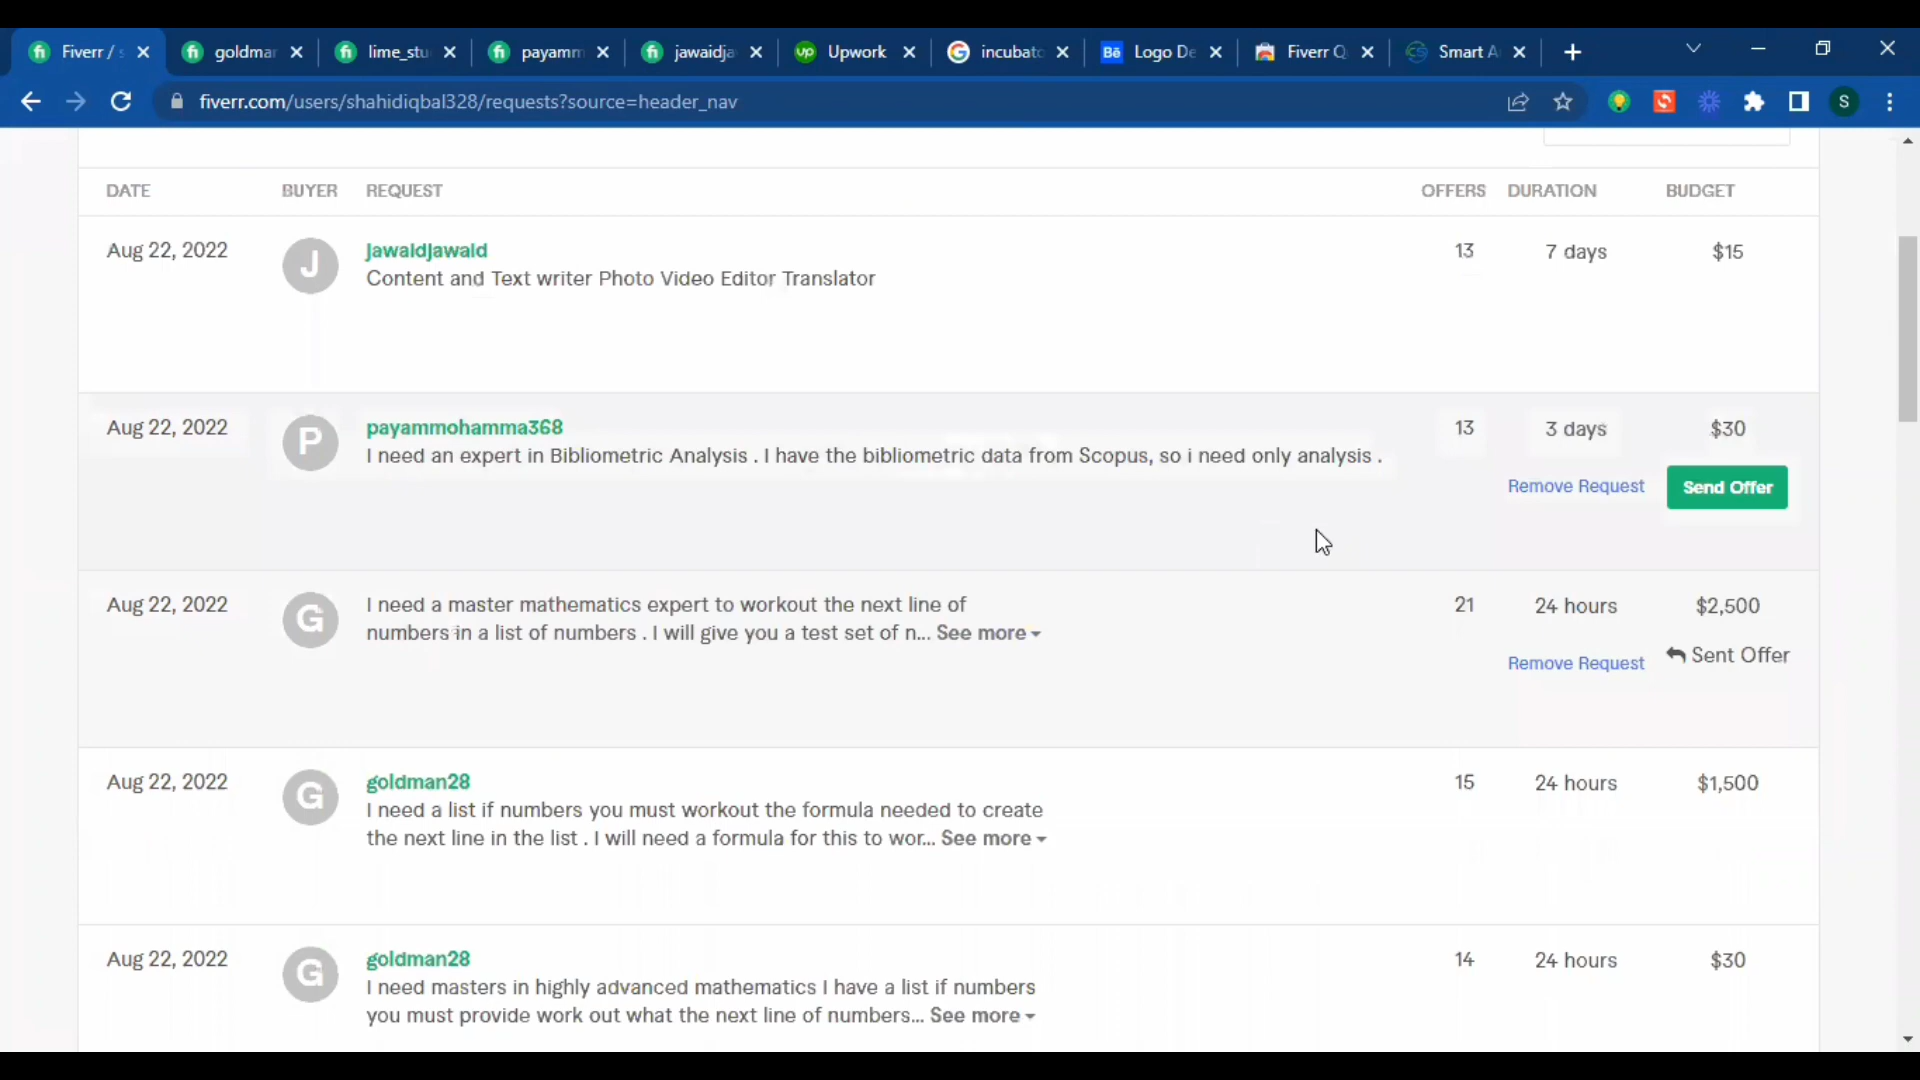 Fiverr / s
goldmar
lime_stu
payamm
jawaidja
Upwork
incubato
Logo De
Fiverr Q
Smart A
fiverr.com/users/shahidiqbal328/requests?source=header_nav
S
DATE BUYER REQUEST OFFERS DURATION BUDGET
Aug 22, 2022 J jawaidjawaid 13 7 days $15
Content and Text writer Photo Video Editor Translator
Aug 22, 2022 P payammohamma368 13 3 days $30
I need an expert in Bibliometric Analysis . I have the bibliometric data from Scopus, so i need only analysis .
Remove Request Send Offer
Aug 22, 2022 G I need a master mathematics expert to workout the next line of 21 24 hours $2,500
numbers in a list of numbers . I will give you a test set of n... See more
Remove Request Sent Offer
Aug 22, 2022 G goldman28 15 24 hours $1,500
I need a list if numbers you must workout the formula needed to create
the next line in the list . I will need a formula for this to wor... See more
Aug 22, 2022 G goldman28 14 24 hours $30
I need masters in highly advanced mathematics I have a list if numbers
you must provide work out what the next line of numbers... See more